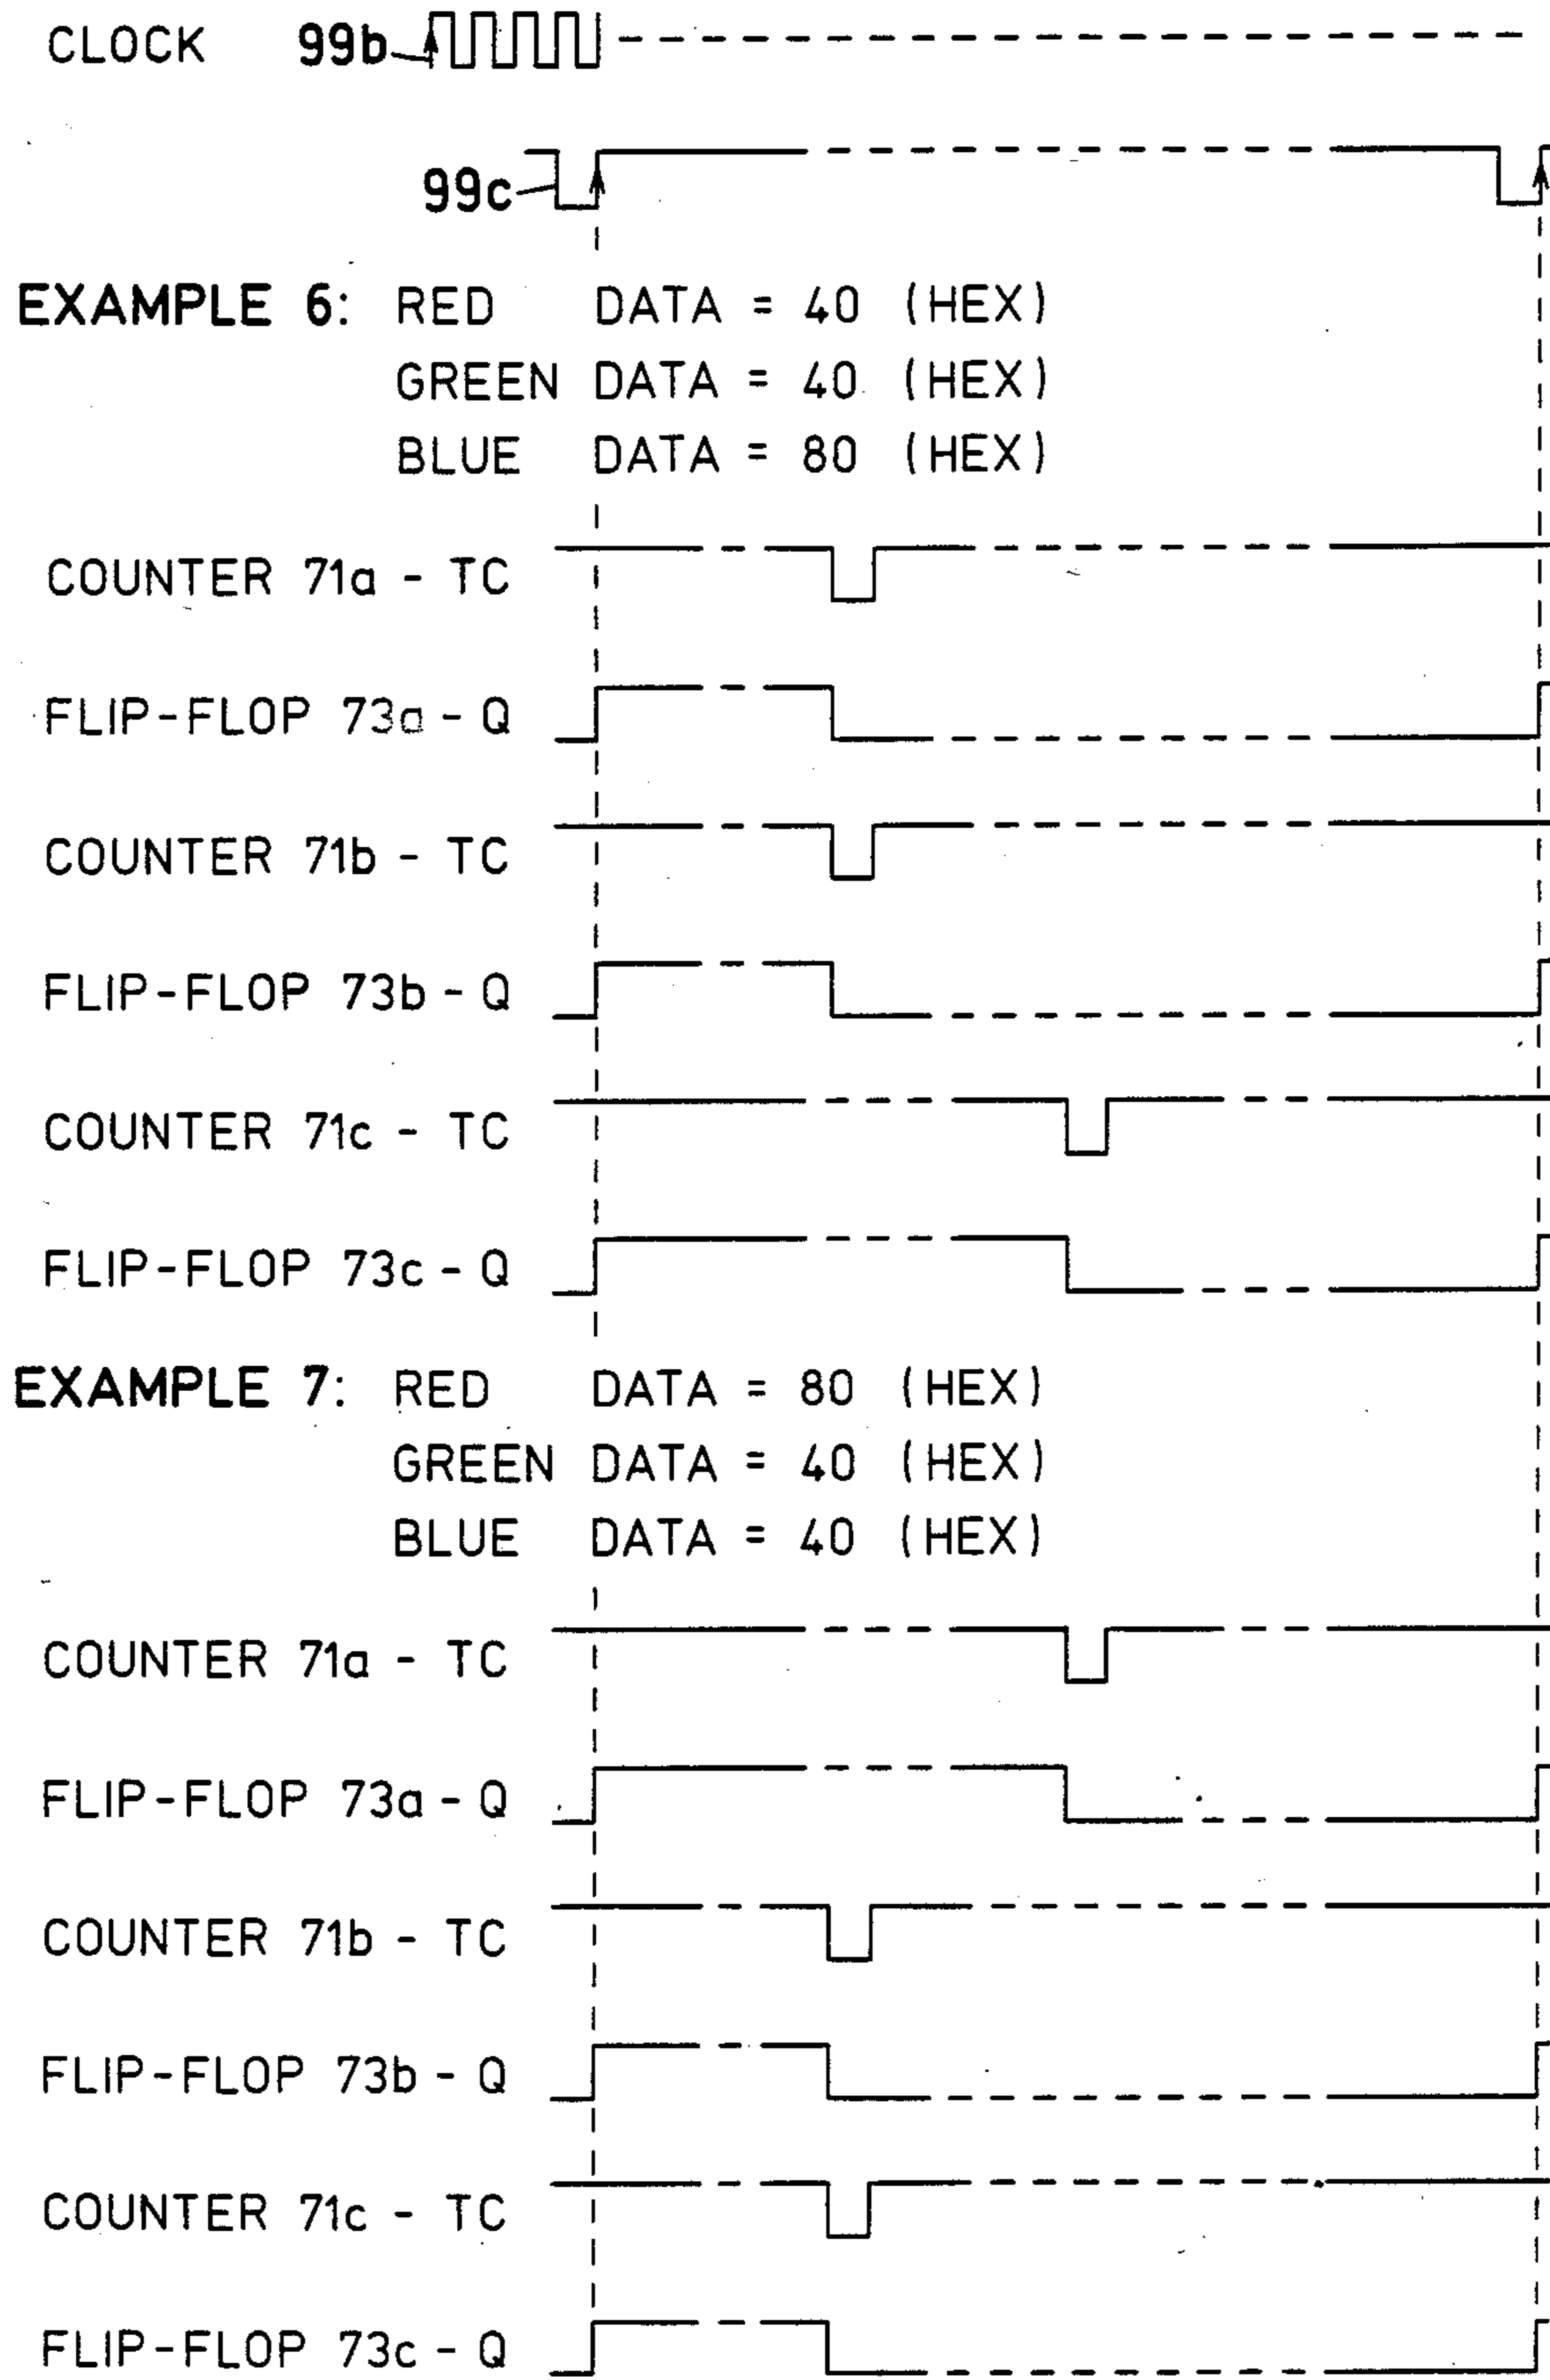 CLOCK 99b
99c
EXAMPLE 6: RED DATA = 40 (HEX)
GREEN DATA = 40 (HEX)
BLUE DATA = 80 (HEX)
COUNTER 71a - TC
FLIP-FLOP 73a - Q
COUNTER 71b - TC
FLIP-FLOP 73b - Q
COUNTER 71c - TC
FLIP-FLOP 73c - Q
EXAMPLE 7: RED DATA = 80 (HEX)
GREEN DATA = 40 (HEX)
BLUE DATA = 40 (HEX)
COUNTER 71a - TC
FLIP-FLOP 73a - Q
COUNTER 71b - TC
FLIP-FLOP 73b - Q
COUNTER 71c - TC
FLIP-FLOP 73c - Q